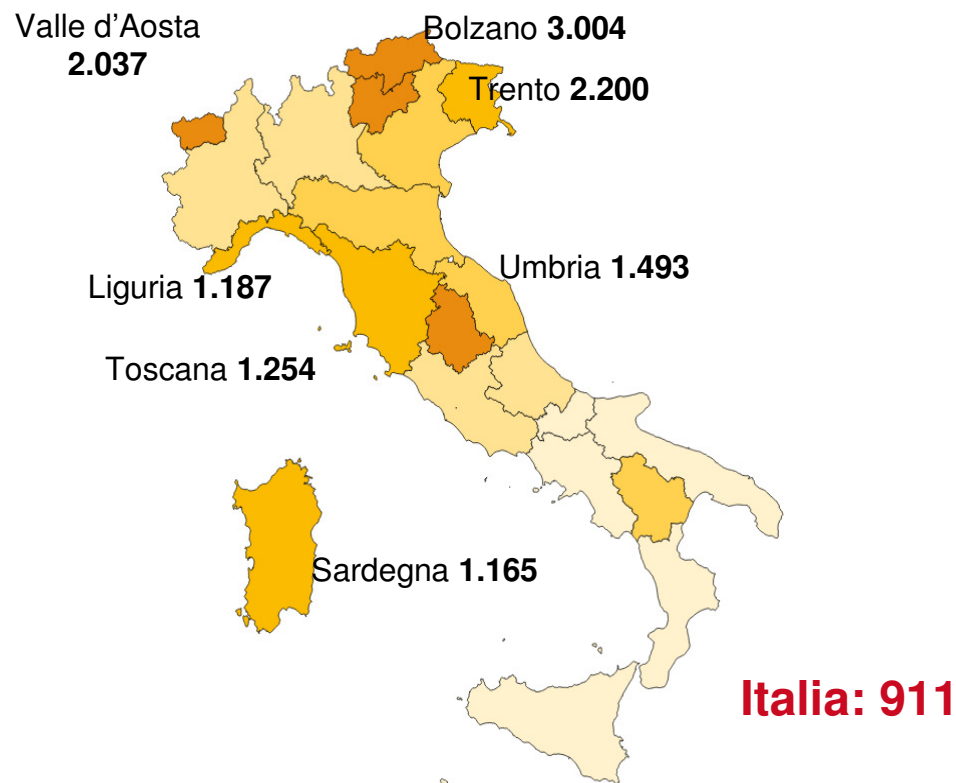 Valle d’Aosta
2.037
Bolzano 3.004
Trento 2.200
Umbria 1.493
Liguria 1.187
Toscana 1.254
Sardegna 1.165
Italia: 911